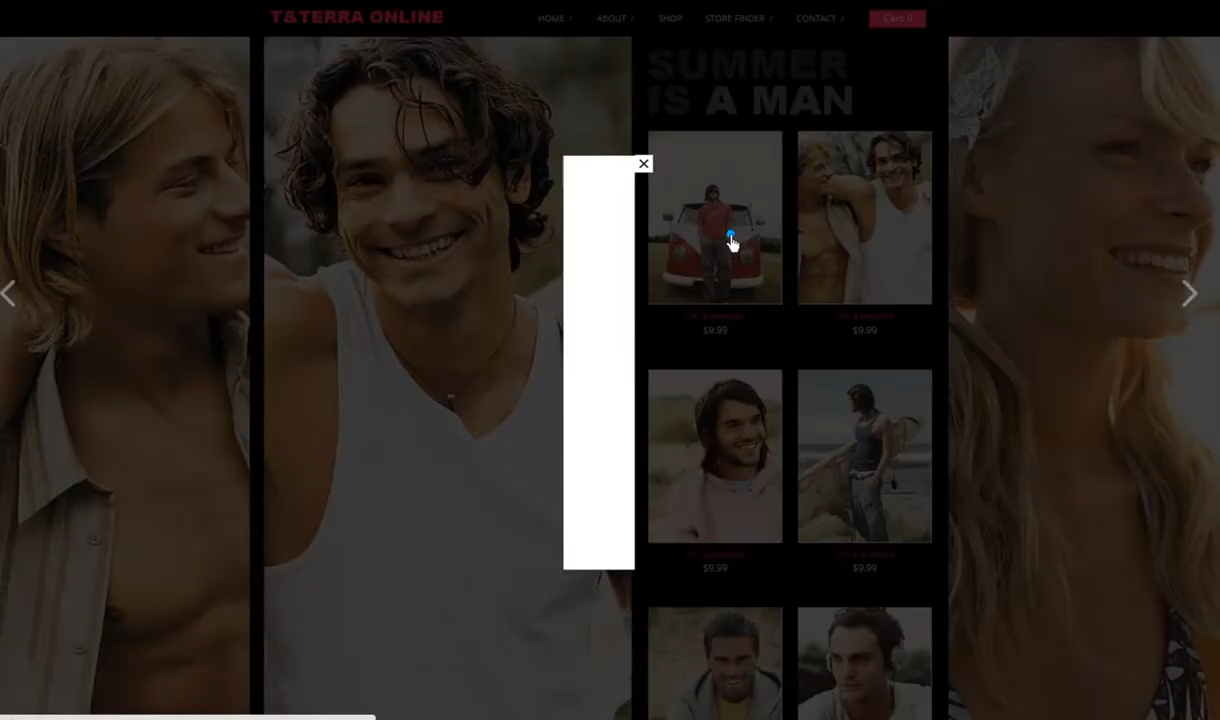 T&TERRA ONLINE
HOME /
ABOUT /
SHOP
STORE FINDER /
CONTACT /
Cart: 0
SUMMER
IS A MAN
$9.99
$9.99
$9.99
$9.99